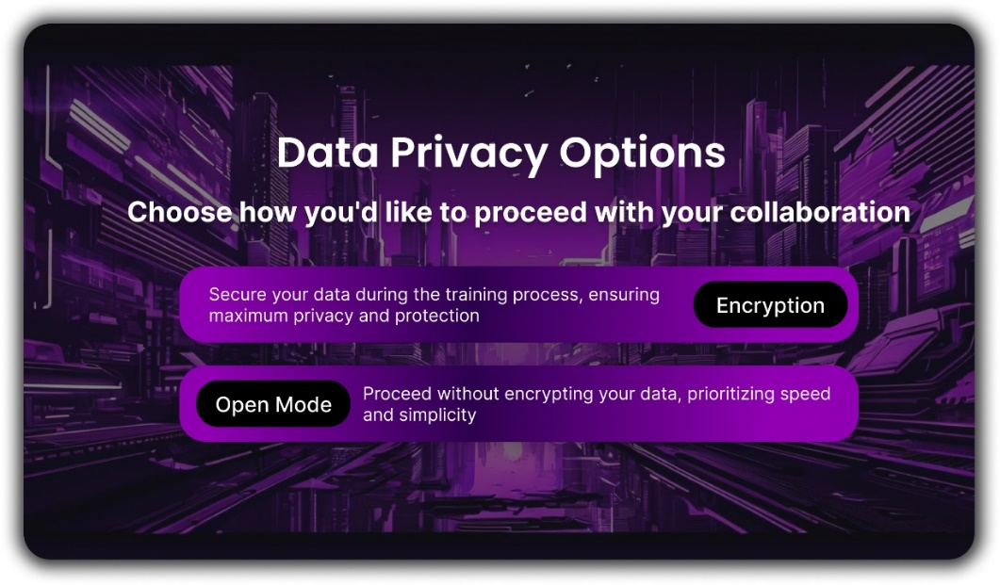 Data Privacy Options
Choose how you'd like to proceed with your collaboration
Secure your data during the training process, ensuring
maximum privacy and protection
Encryption
Open Mode
Proceed without encrypting your data, prioritizing speed
and simplicity